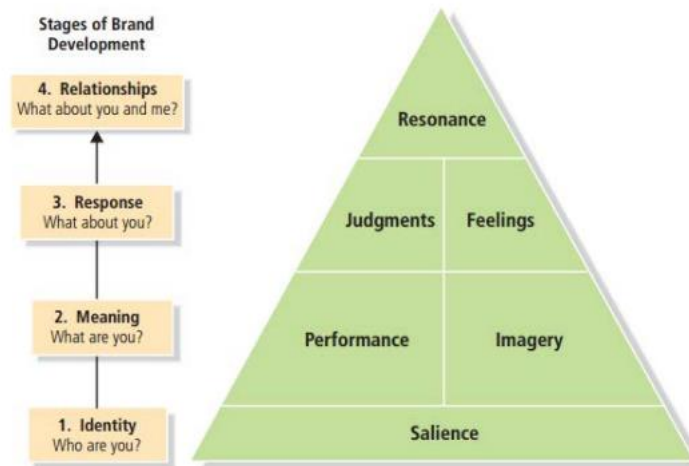 Stages of Brand
Development
4. Relationships
What about you and me?
3. Response
What about you?
2. Meaning
What are you?
1. Identity
Who are you?
Resonance
Judgments
Feelings
Performance
Imagery
Salience